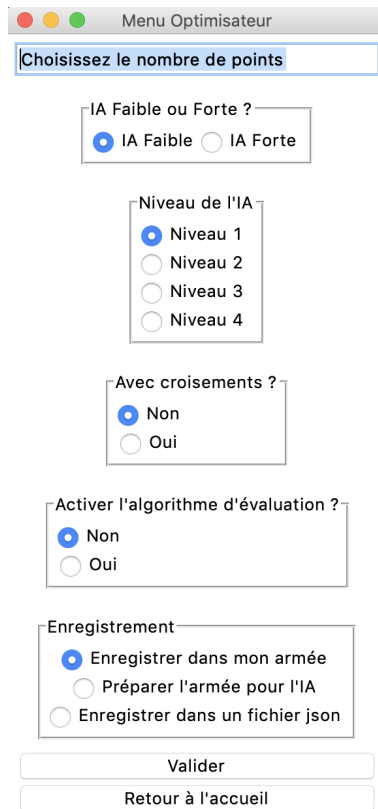 Menu Optimisateur
Choisissez le nombre de points
IA Faible ou Forte ?
IA Faible IA Forte
Niveau de l'IA
Niveau 1
Niveau 2
Niveau 3
Niveau 4
Avec croisements ?
Non
Oui
Activer l'algorithme d'évaluation ?
Non
Oui
Enregistrement
Enregistrer dans mon armée
Préparer l'armée pour l'IA
Enregistrer dans un fichier json
Valider
Retour à l'accueil